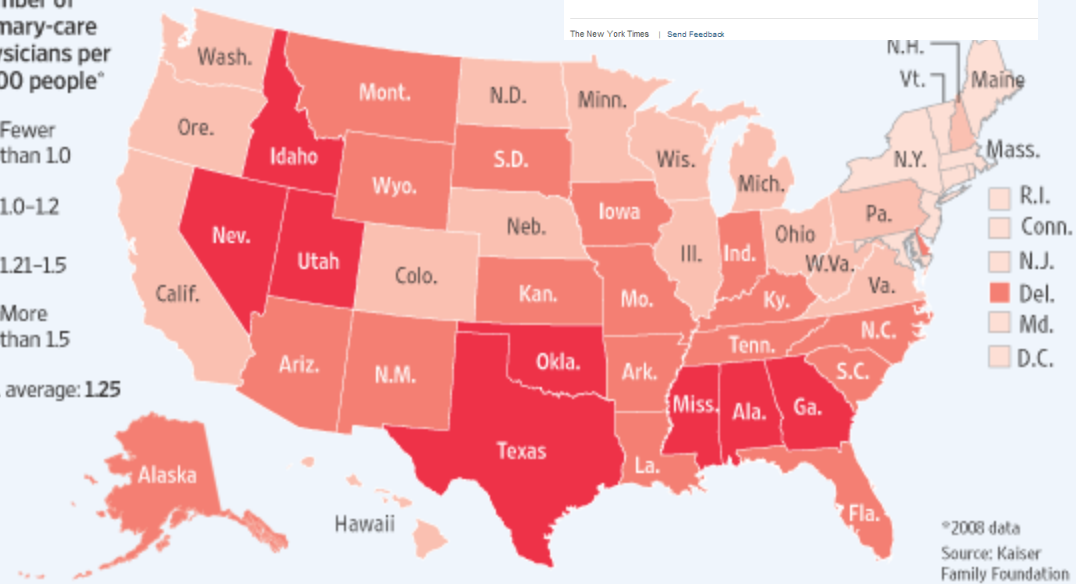 mber of
mary-care
ysicians per
00 people*
Fewer
than 1.0
1.0–1.2
1.21–1.5
More
than 1.5
average: 1.25
The New York Times | Send Feedback
N.H.
Vt.
Maine
Wash.
Mont.
N.D.
Minn.
Ore.
Idaho
S.D.
Wis.
N.Y.
Mass.
Wyo.
Mich.
Iowa
Pa.
R.I.
Conn.
N.J.
Del.
Md.
D.C.
Nev.
Utah
Neb.
Ill.
Ind.
Ohio
W.Va.
Va.
Calif.
Colo.
Kan.
Mo.
Ky.
Ariz.
N.M.
Okla.
Ark.
Tenn.
N.C.
S.C.
Miss.
Ala.
Ga.
Texas
La.
Fla.
Alaska
Hawaii
*2008 data
Source: Kaiser
Family Foundation